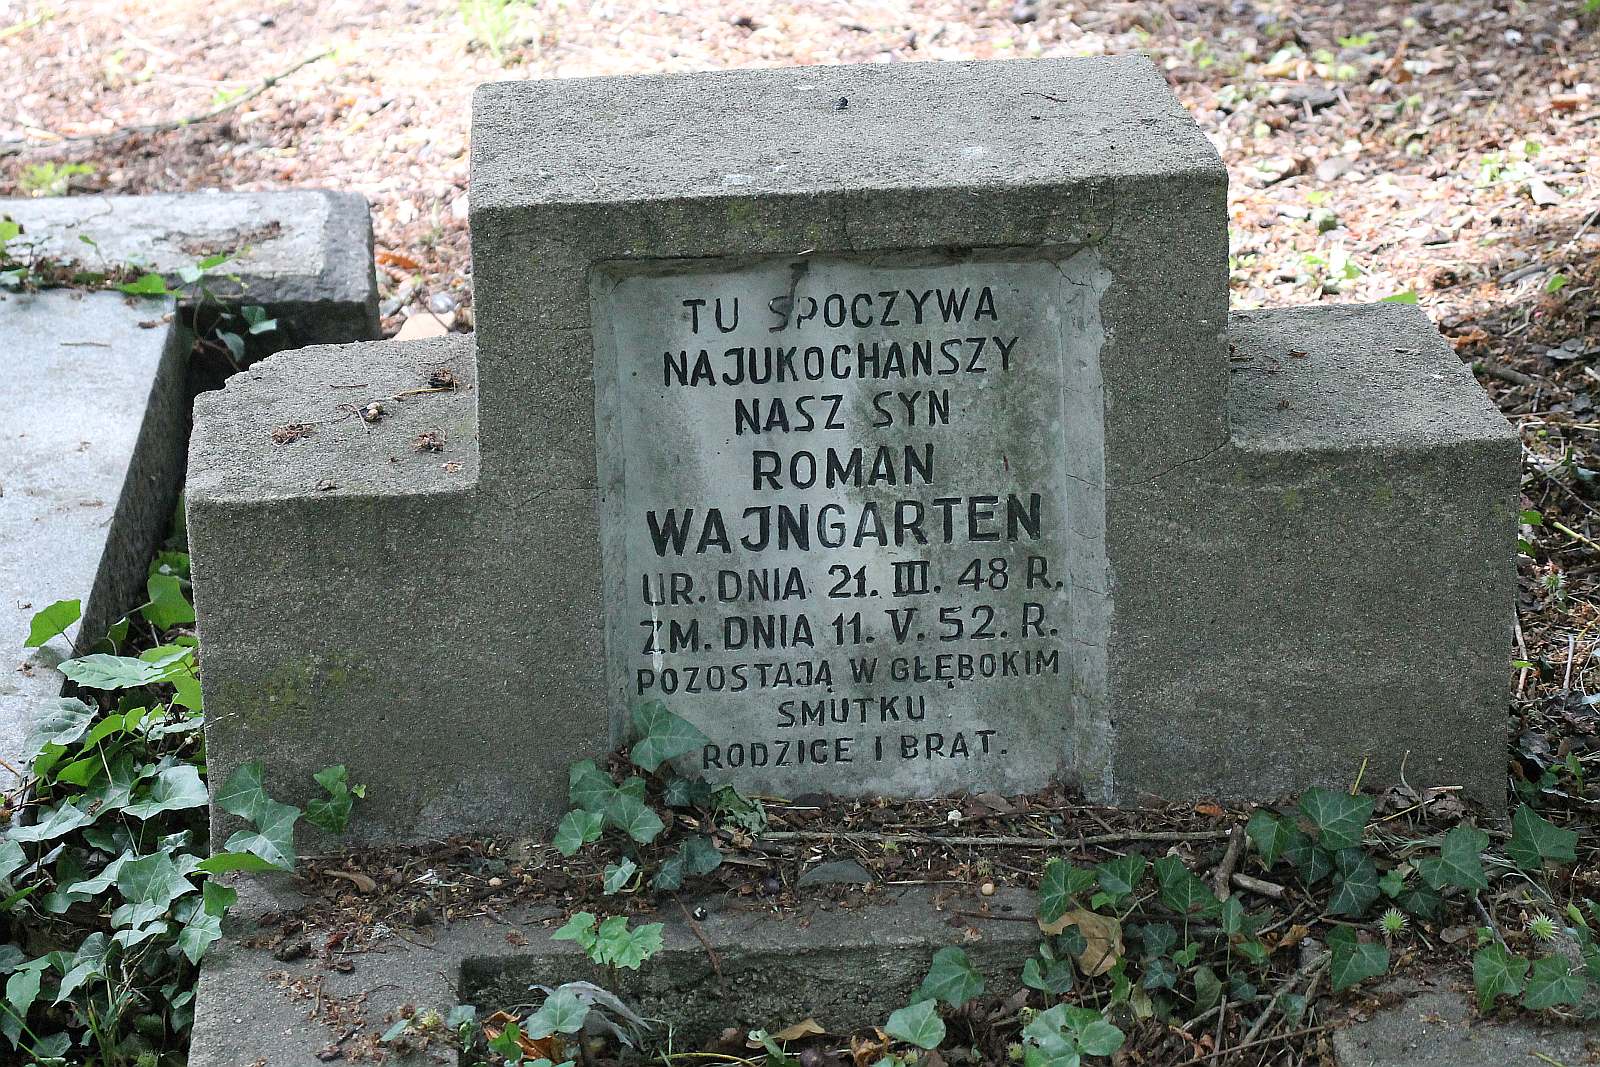 TU SPOCZYWA
NAJUKOCHANSZY
NASZ SYN
ROMAN
WAJNGARTEN
UR. DNIA 21. III. 48 R.
ZM. DNIA 11. V. 52. R.
POZOSTAJĄ W GŁĘBOKIM
SMUTKU
RODZICE I BRAT.